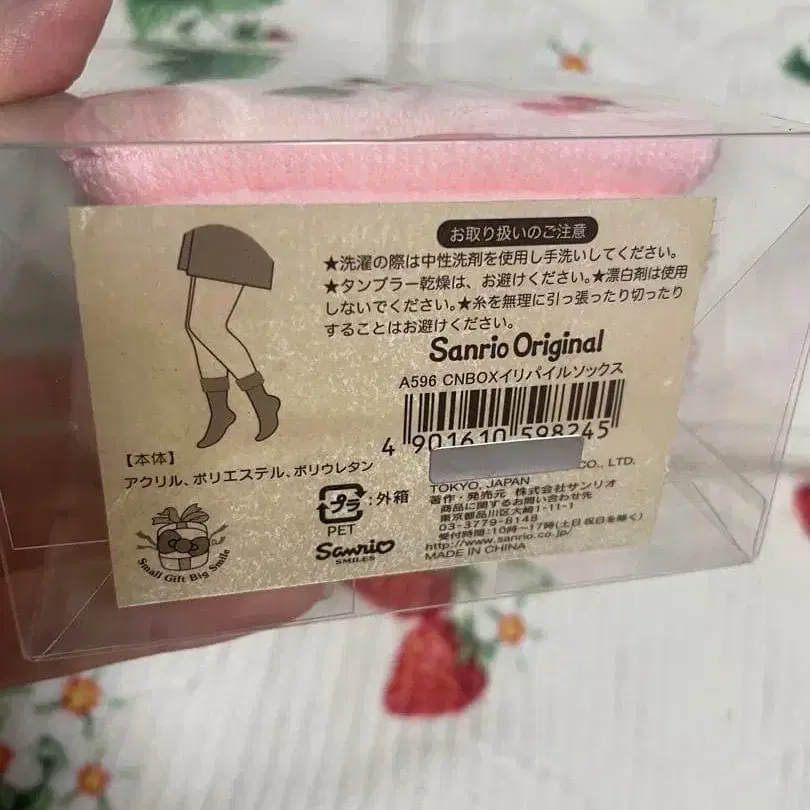 お取り扱いのご注意
★洗濯の際は中性洗剤を使用し手洗いしてください。
★タンブラー乾燥は、お避けください。★漂白剤は使用
しないでください。★糸を無理に引っ張ったり切ったり
することはお避けください。
Sanrio Original
A596 CNBOXイリパイルソックス
4 901610 598245
【本体】
アクリル、ポリエステル、ポリウレタン
プラ :外箱
PET
Sanrio
SMILES
Small Gift Big Smile
CO., LTD.
TOKYO, JAPAN
著作・発売元 株式会社サンリオ
商品に関するお問い合わせ先
東京都品川区大崎1-11-1
03-3779-8148
受付時間:10時〜17時(土日祝日を除く)
http://www.sanrio.co.jp/
MADE IN CHINA